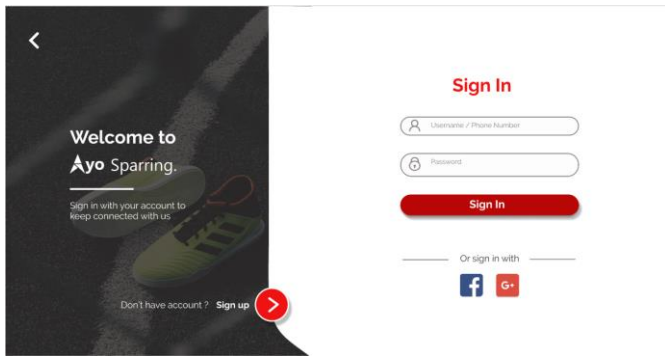 Welcome to
Ayo Sparring.
Sign in with your account to
keep connected with us
Don't have account ? Sign up
Sign In
Username / Phone Number
Password
Sign In
Or sign in with
f
G+